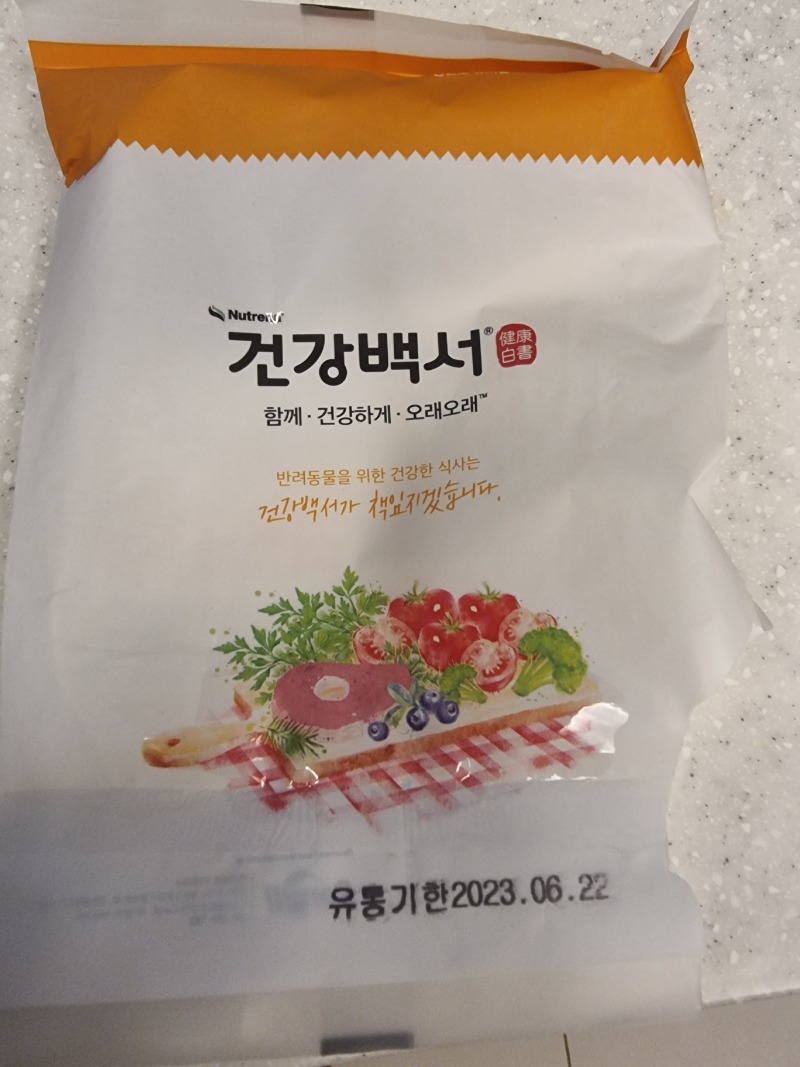 Nutrena
건강백서® 健康
白書
함께 · 건강하게 · 오래오래™
반려동물을 위한 건강한 식사는
건강백서가 책임지겠습니다.
유통기한2023.06.22